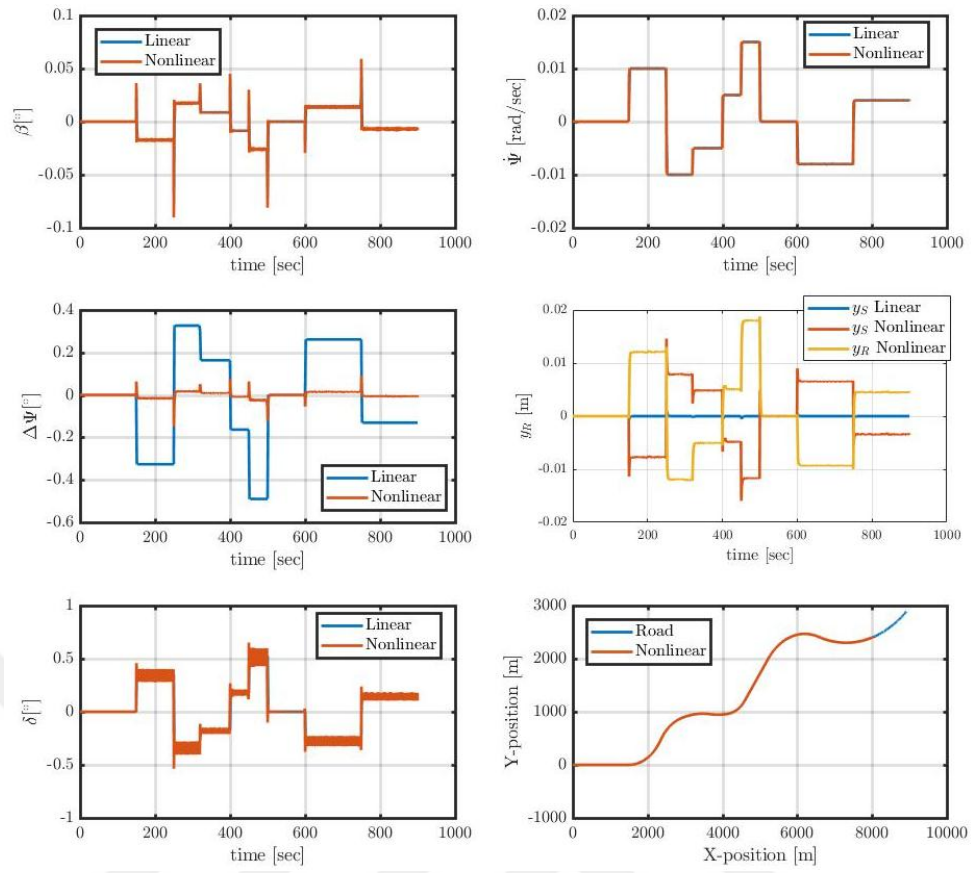 0.1
0.05
0
-0.05
-0.1
β[°]
Linear
Nonlinear
0
200
400
600
800
1000
time [sec]
0.02
0.01
0
-0.01
-0.02
Ψ̇ [rad/sec]
Linear
Nonlinear
0
200
400
600
800
1000
time [sec]
0.4
0.2
0
-0.2
-0.4
-0.6
ΔΨ[°]
Linear
Nonlinear
0
200
400
600
800
1000
time [sec]
0.02
0.01
0
-0.01
-0.02
y_R [m]
y_S Linear
y_S Nonlinear
y_R Nonlinear
0
200
400
600
800
1000
time [sec]
1
0.5
0
-0.5
-1
δ[°]
Linear
Nonlinear
0
200
400
600
800
1000
time [sec]
3000
2000
1000
0
-1000
Y-position [m]
Road
Nonlinear
0
2000
4000
6000
8000
10000
X-position [m]